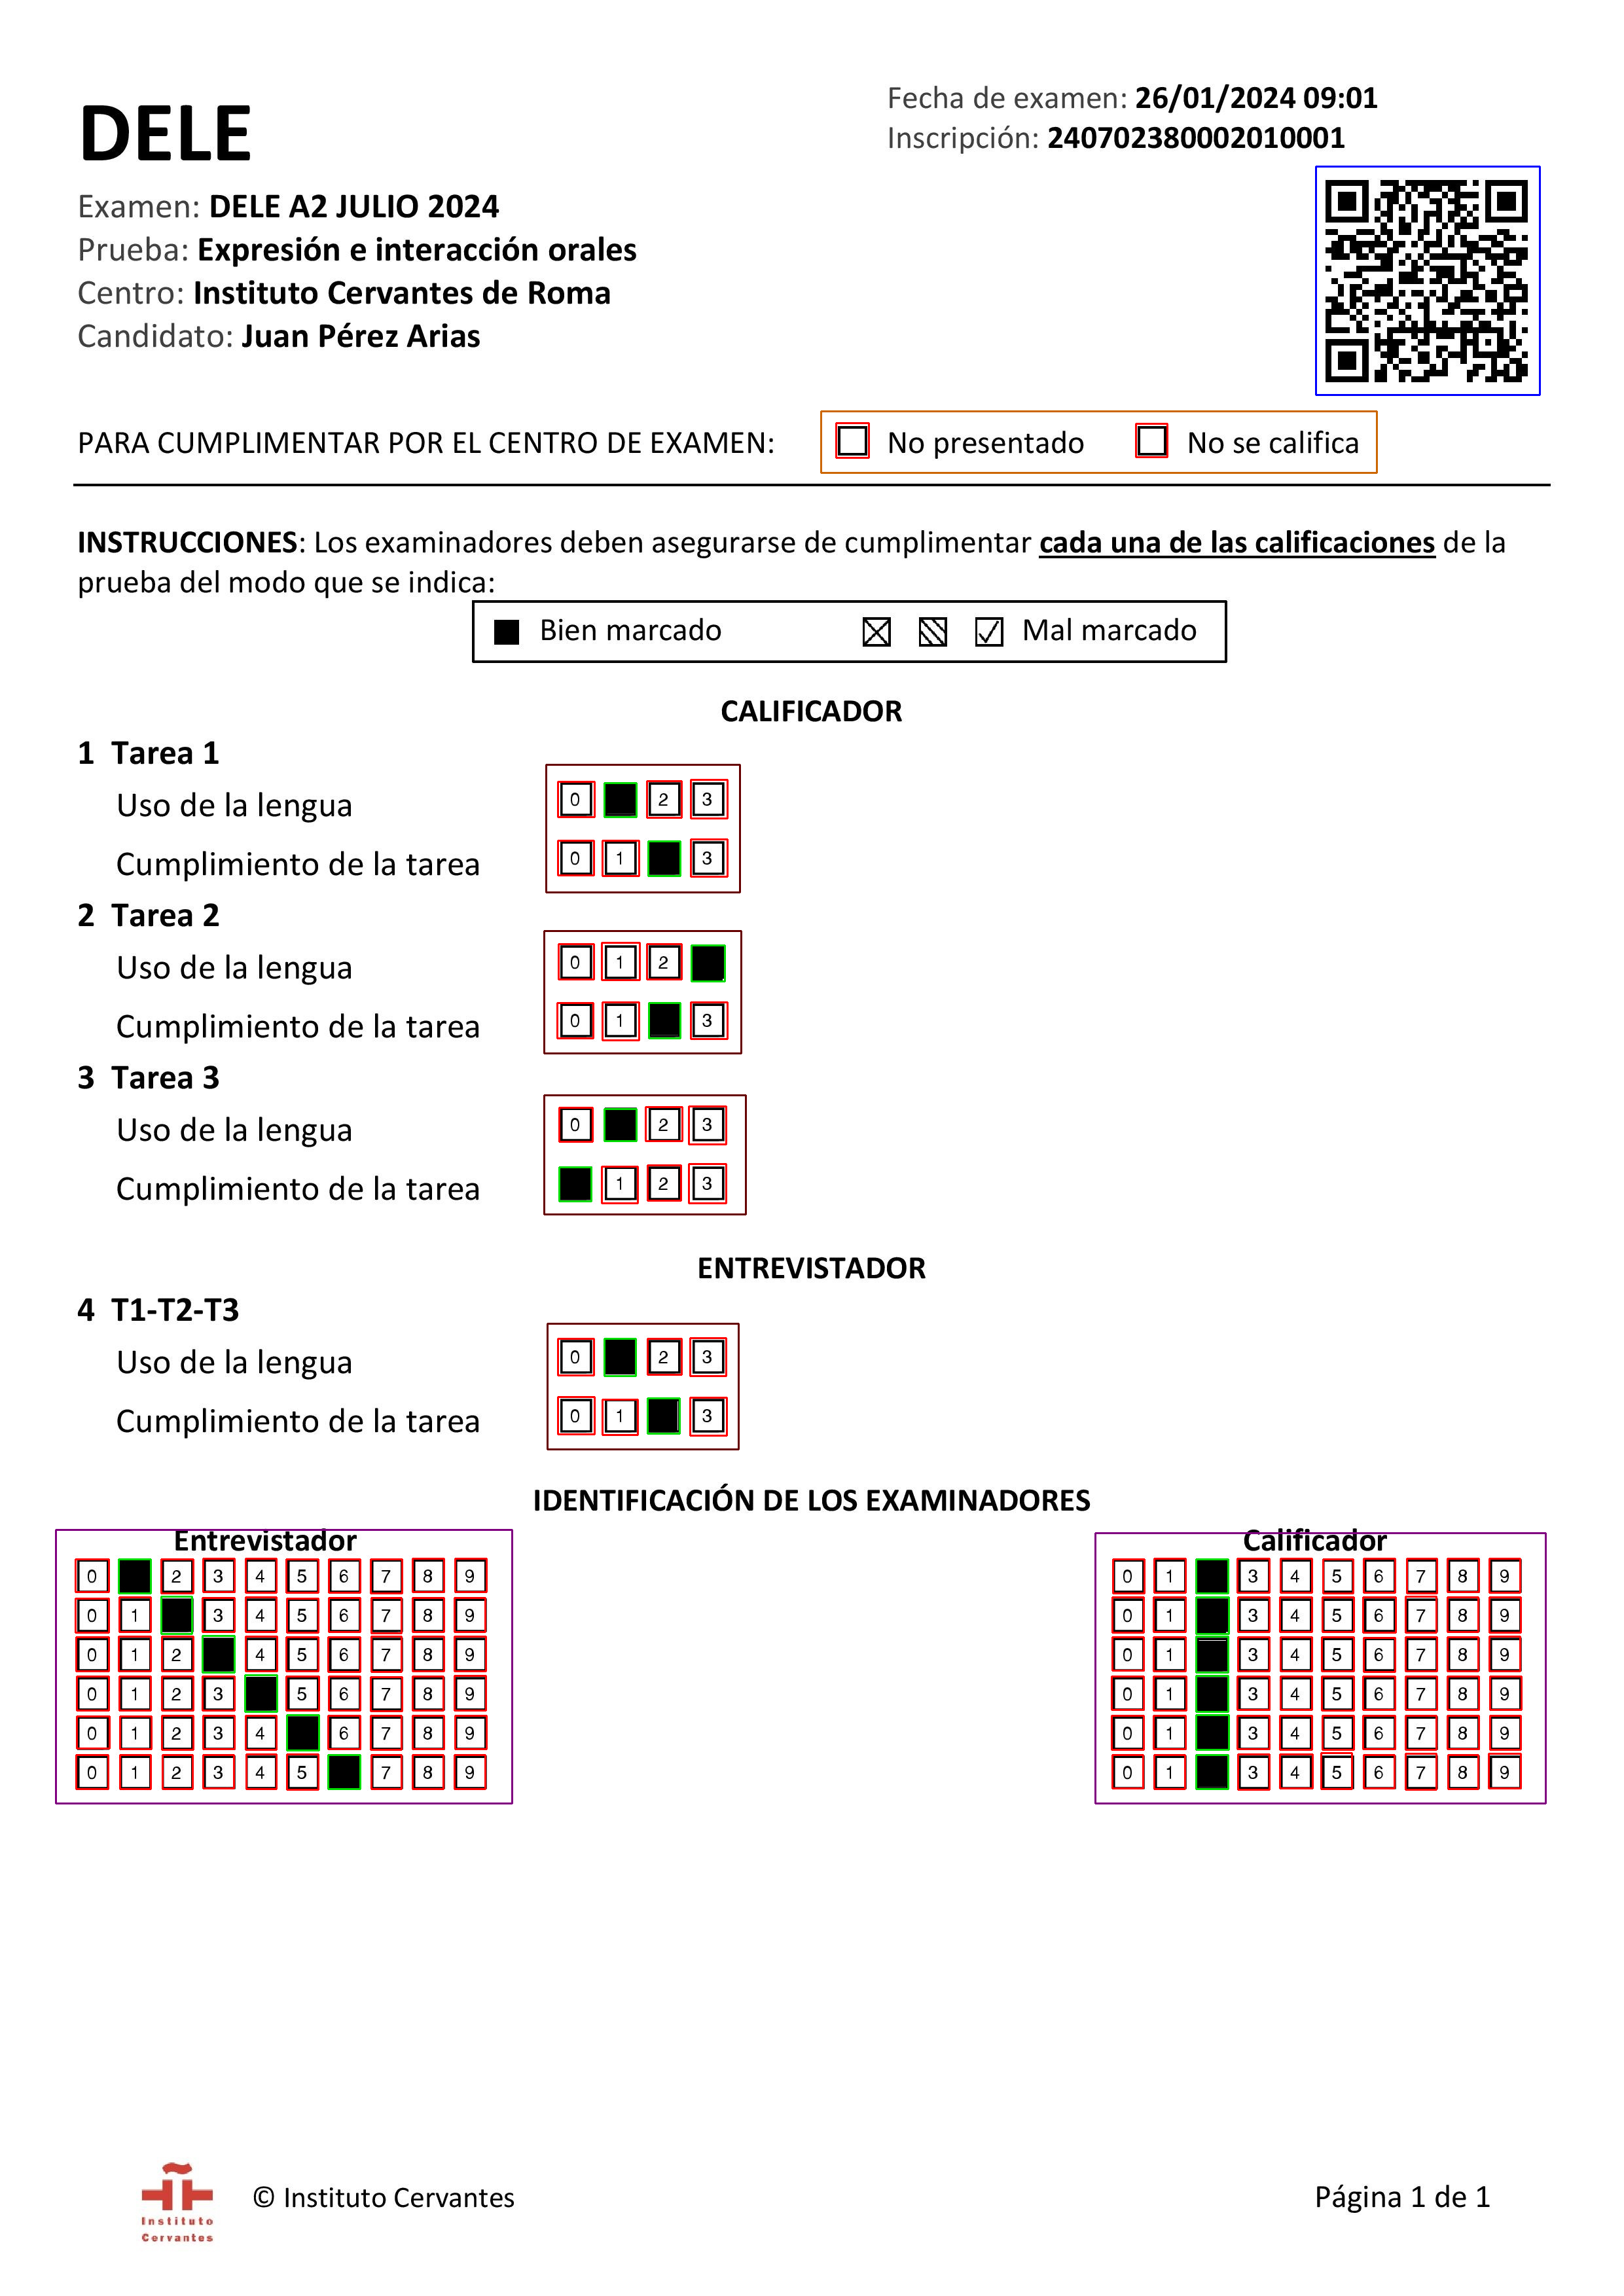 DELE
Fecha de examen: 26/01/2024 09:01
Inscripción: 240702380002010001
Examen: DELE A2 JULIO 2024
Prueba: Expresión e interacción orales
Centro: Instituto Cervantes de Roma
Candidato: Juan Pérez Arias
PARA CUMPLIMENTAR POR EL CENTRO DE EXAMEN: No presentado No se califica
INSTRUCCIONES: Los examinadores deben asegurarse de cumplimentar cada una de las calificaciones de la
prueba del modo que se indica:
Bien marcado Mal marcado
CALIFICADOR
1 Tarea 1
Uso de la lengua 0 2 3
Cumplimiento de la tarea 0 1 3
2 Tarea 2
Uso de la lengua 0 1 2
Cumplimiento de la tarea 0 1 3
3 Tarea 3
Uso de la lengua 0 2 3
Cumplimiento de la tarea 1 2 3
ENTREVISTADOR
4 T1-T2-T3
Uso de la lengua 0 2 3
Cumplimiento de la tarea 0 1 3
IDENTIFICACIÓN DE LOS EXAMINADORES
Entrevistador
0 2 3 4 5 6 7 8 9
0 1 3 4 5 6 7 8 9
0 1 2 4 5 6 7 8 9
0 1 2 3 5 6 7 8 9
0 1 2 3 4 6 7 8 9
0 1 2 3 4 5 7 8 9
Calificador
0 1 3 4 5 6 7 8 9
0 1 3 4 5 6 7 8 9
0 1 3 4 5 6 7 8 9
0 1 3 4 5 6 7 8 9
0 1 3 4 5 6 7 8 9
0 1 3 4 5 6 7 8 9
Instituto
Cervantes
© Instituto Cervantes
Página 1 de 1